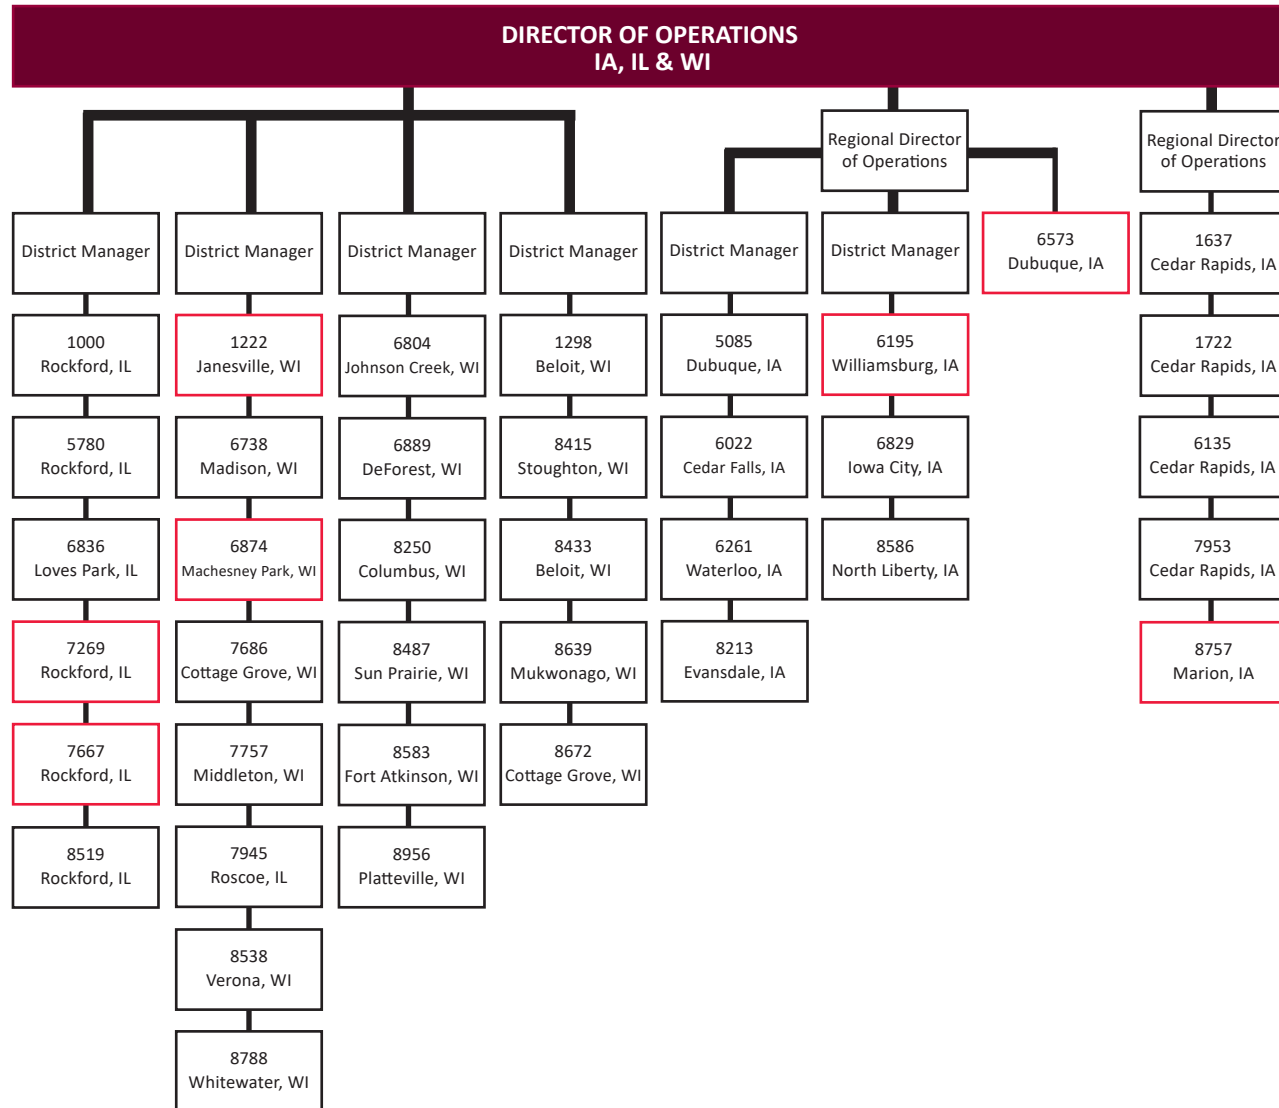 DIRECTOR OF OPERATIONS
IA, IL & WI
District Manager
1000
Rockford, IL
5780
Rockford, IL
6836
Loves Park, IL
7269
Rockford, IL
7667
Rockford, IL
8519
Rockford, IL
District Manager
1222
Janesville, WI
6738
Madison, WI
6874
Machesney Park, WI
7686
Cottage Grove, WI
7757
Middleton, WI
7945
Roscoe, IL
8538
Verona, WI
8788
Whitewater, WI
District Manager
6804
Johnson Creek, WI
6889
DeForest, WI
8250
Columbus, WI
8487
Sun Prairie, WI
8583
Fort Atkinson, WI
8956
Platteville, WI
District Manager
1298
Beloit, WI
8415
Stoughton, WI
8433
Beloit, WI
8639
Mukwonago, WI
8672
Cottage Grove, WI
Regional Director
of Operations
District Manager
5085
Dubuque, IA
6022
Cedar Falls, IA
6261
Waterloo, IA
8213
Evansdale, IA
District Manager
6195
Williamsburg, IA
6829
Iowa City, IA
8586
North Liberty, IA
6573
Dubuque, IA
Regional Director
of Operations
1637
Cedar Rapids, IA
1722
Cedar Rapids, IA
6135
Cedar Rapids, IA
7953
Cedar Rapids, IA
8757
Marion, IA